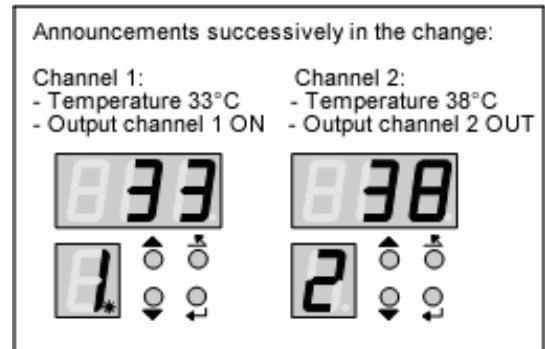 Announcements successively in the change:
Channel 1:
- Temperature 33°C
- Output channel 1 ON
Channel 2:
- Temperature 38°C
- Output channel 2 OUT
33
38
1.
2